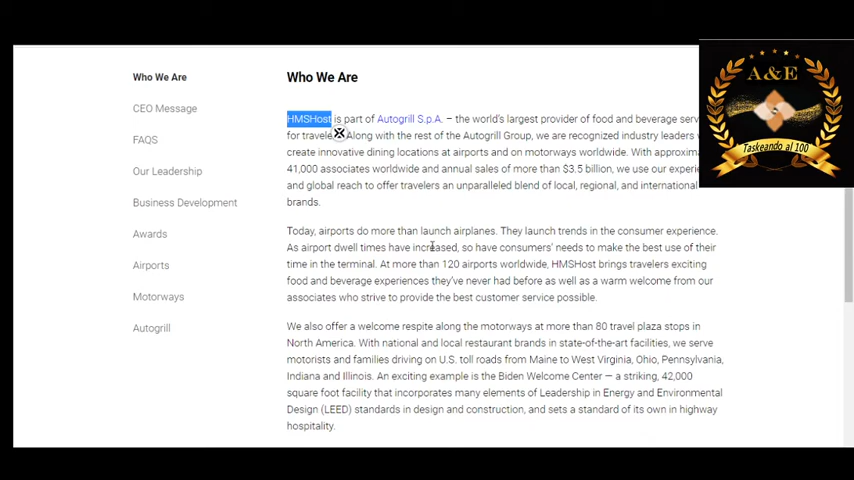 Who We Are
CEO Message
FAQS
Our Leadership
Business Development
Awards
Airports
Motorways
Autogrill
Who We Are
HMSHost is part of Autogrill S.p.A. – the world's largest provider of food and beverage
for Along with the rest of the Autogrill Group, we are recognized industry leaders
create innovative dining locations at airports and on motorways worldwide. With
41,000 associates worldwide and annual sales of more than $3.5 billion, we use our
and global reach to offer travelers an unparalleled blend of local, regional, and international
brands.
Today, airports do more than launch airplanes. They launch trends in the consumer experience.
As airport dwell times have increased, so have consumers' needs to make the best use of their
time in the terminal. At more than 120 airports worldwide, HMSHost brings travelers exciting
food and beverage experiences they've never had before as well as a warm welcome from our
associates who strive to provide the best customer service possible.
We also offer a welcome respite along the motorways at more than 80 travel plaza stops in
North America. With national and local restaurant brands in state-of-the-art facilities, we serve
motorists and families driving on U.S. toll roads from Maine to West Virginia, Ohio, Pennsylvania,
Indiana and Illinois. An exciting example is the Biden Welcome Center — a striking, 42,000
square foot facility that incorporates many elements of Leadership in Energy and Environmental
Design (LEED) standards in design and construction, and sets a standard of its own in highway
hospitality.
A&E
Taskeando al 100